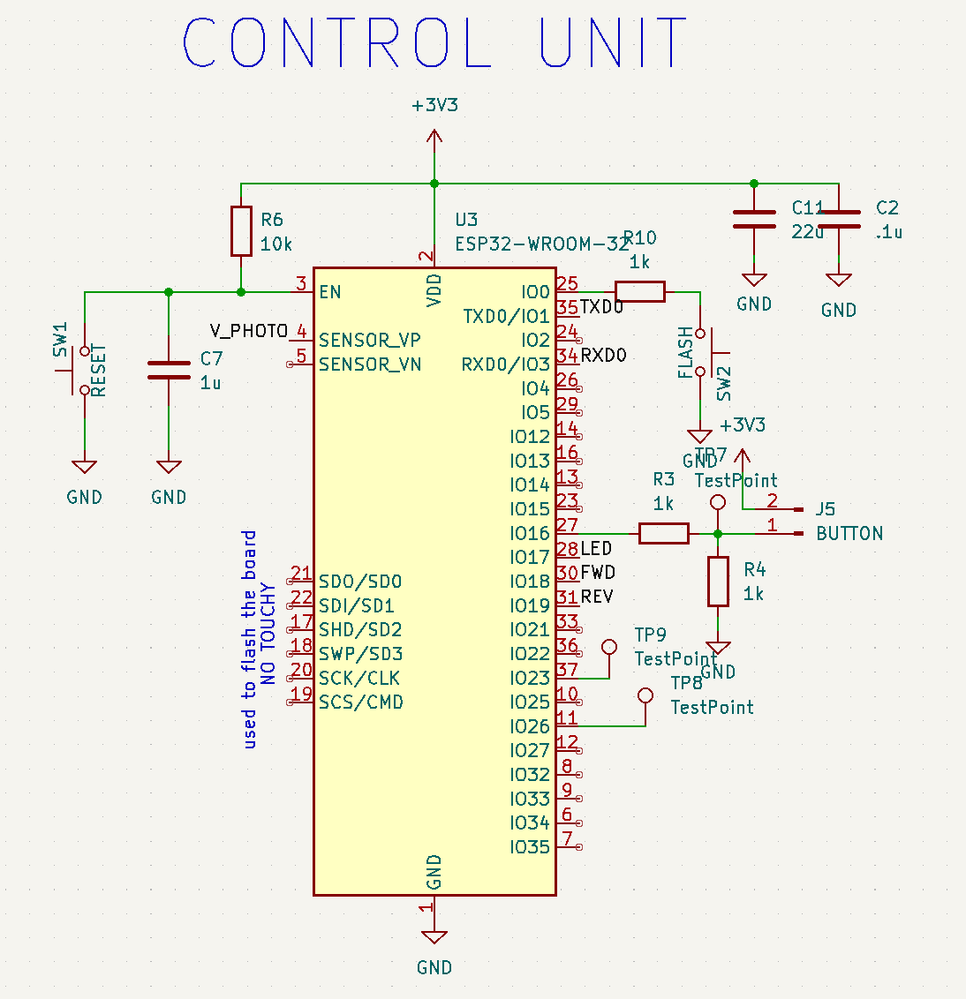 CONTROL UNIT
+3V3
R6
10k
U3
ESP32-WROOM-32
R10
1k
C11
22u
C2
.1u
GND
GND
2
VDD
3
EN
V_PHOTO
4
SENSOR_VP
5
SENSOR_VN
SW1
RESET
C7
1u
GND
GND
IO0
25
TXD0/IO1
35
TXD0
IO2
24
RXD0/IO3
34
RXD0
IO4
26
IO5
29
IO12
14
IO13
16
IO14
13
IO15
23
IO16
27
IO17
28
LED
IO18
30
FWD
IO19
31
REV
IO21
33
IO22
36
IO23
37
IO25
10
IO26
11
IO27
12
IO32
8
IO33
9
IO34
6
IO35
7
FLASH
SW2
GND
+3V3
TP7
TestPoint
R3
1k
2
1
J5
BUTTON
R4
1k
GND
TP9
TestPoint
TP8
TestPoint
used to flash the board
NO TOUCHY
21
SDO/SD0
22
SDI/SD1
17
SHD/SD2
18
SWP/SD3
20
SCK/CLK
19
SCS/CMD
GND
1
GND